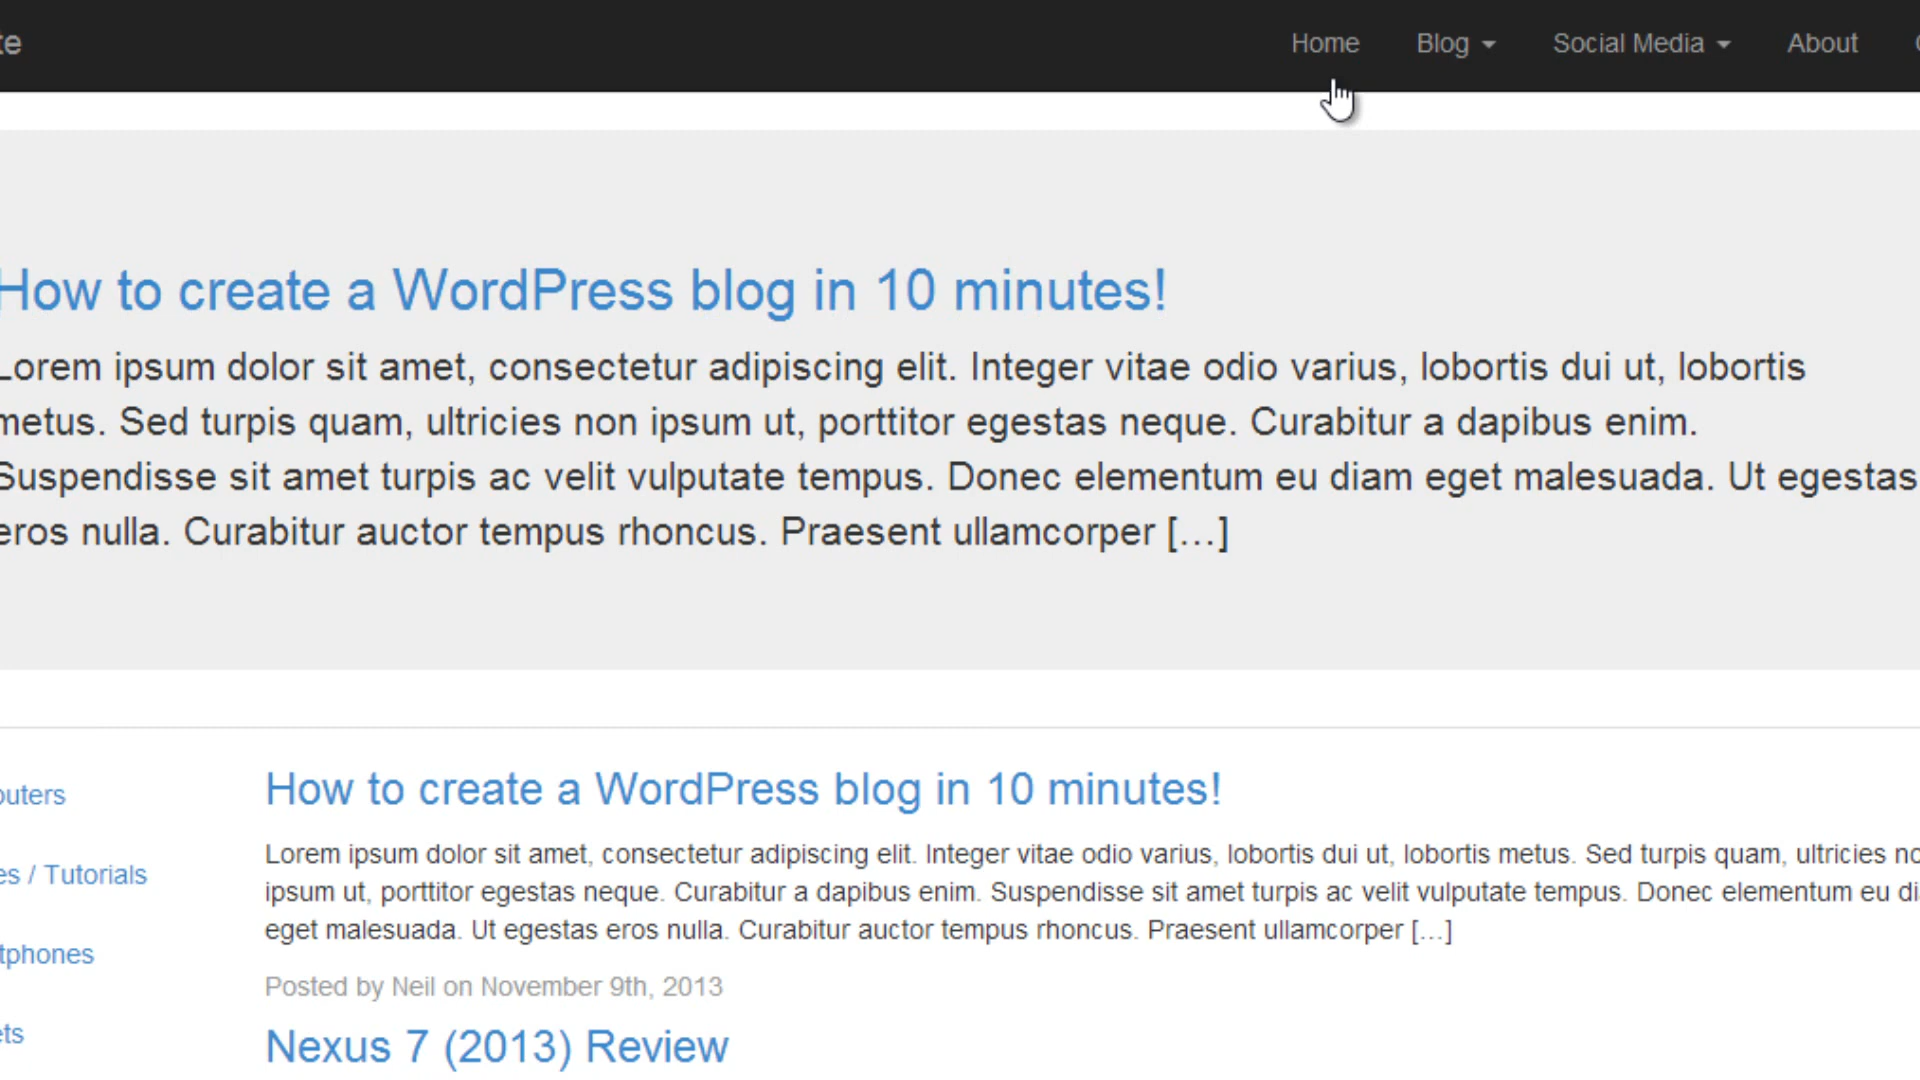 Home Blog Social Media About
How to create a WordPress blog in 10 minutes!
Lorem ipsum dolor sit amet, consectetur adipiscing elit. Integer vitae odio varius, lobortis dui ut, lobortis
metus. Sed turpis quam, ultricies non ipsum ut, porttitor egestas neque. Curabitur a dapibus enim.
Suspendisse sit amet turpis ac velit vulputate tempus. Donec elementum eu diam eget malesuada. Ut egestas
eros nulla. Curabitur auctor tempus rhoncus. Praesent ullamcorper […]
/ Tutorials
How to create a WordPress blog in 10 minutes!
Lorem ipsum dolor sit amet, consectetur adipiscing elit. Integer vitae odio varius, lobortis dui ut, lobortis metus. Sed turpis quam, ultricies
ipsum ut, porttitor egestas neque. Curabitur a dapibus enim. Suspendisse sit amet turpis ac velit vulputate tempus. Donec elementum eu
eget malesuada. Ut egestas eros nulla. Curabitur auctor tempus rhoncus. Praesent ullamcorper […]
Posted by Neil on November 9th, 2013
Nexus 7 (2013) Review